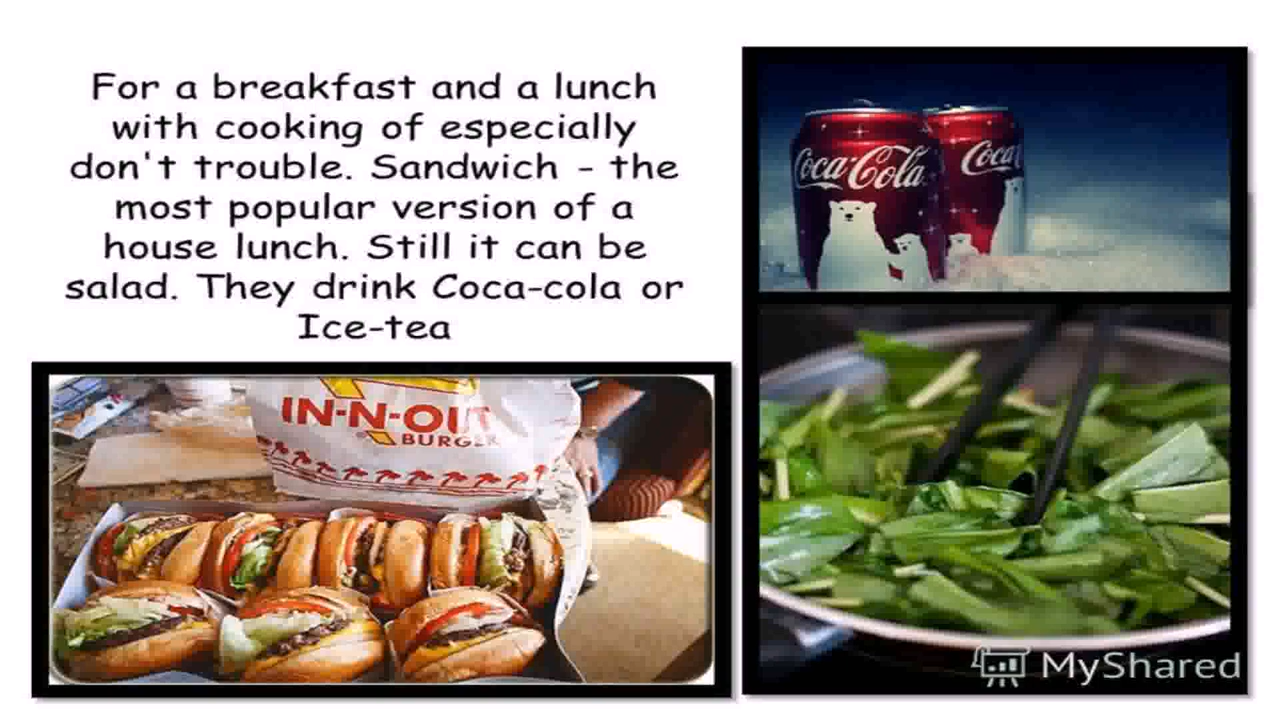 For a breakfast and a lunch
with cooking of especially
don't trouble. Sandwich - the
most popular version of a
house lunch. Still it can be
salad. They drink Coca-cola or
Ice-tea
Coca-Cola
Coca
IN-N-OUT
BURGER
MyShared